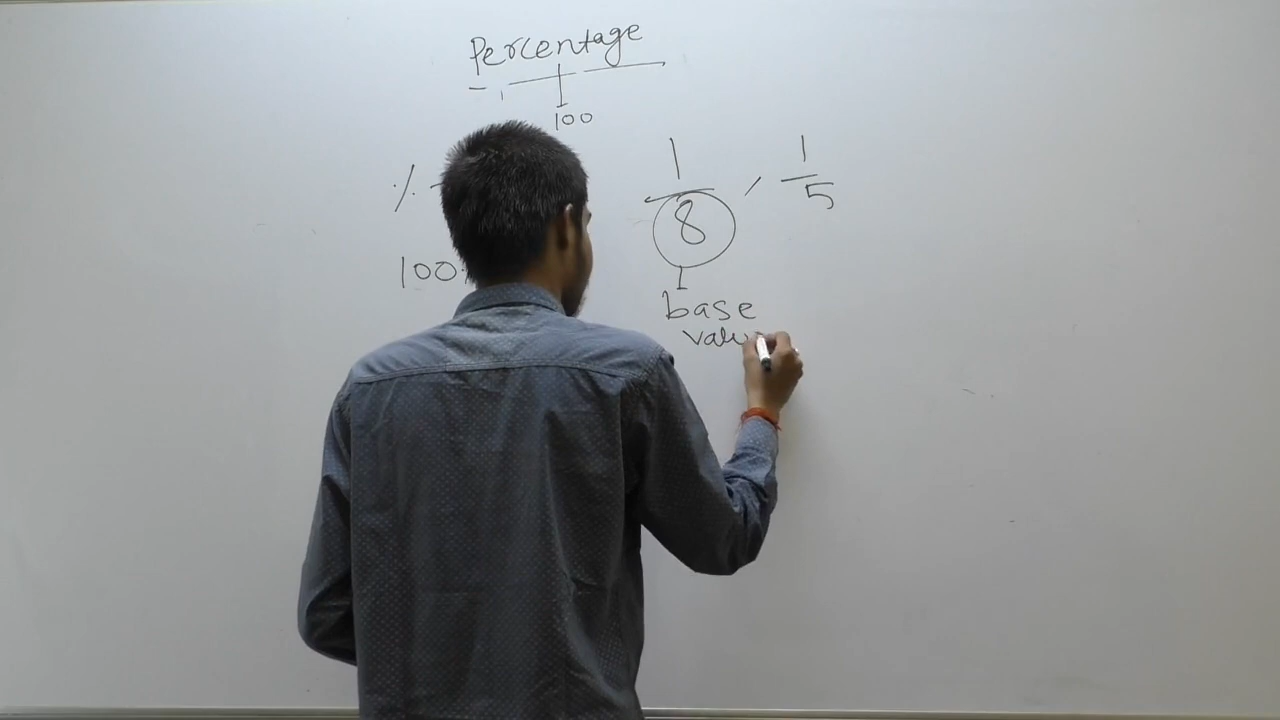 Percentage
100
% 1/8 , 1/5
100
base
valu